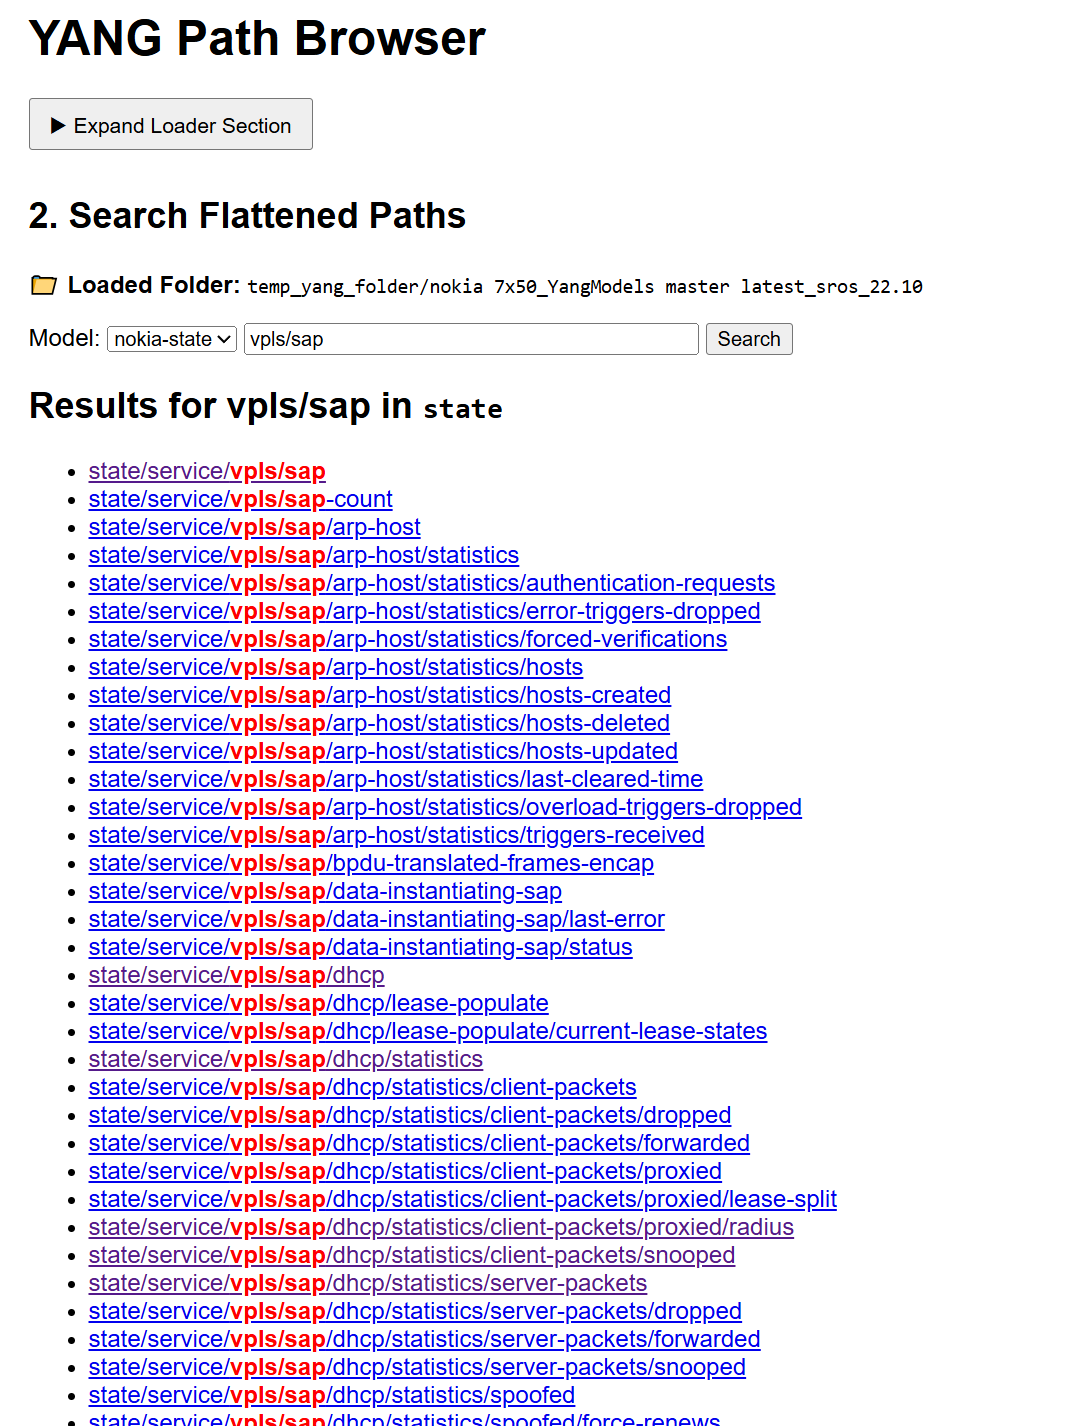 YANG Path Browser
▶ Expand Loader Section
2. Search Flattened Paths
Loaded Folder: temp_yang_folder/nokia 7x50_YangModels master latest_sros_22.10
Model: nokia-state vpls/sap Search
Results for vpls/sap in state
state/service/vpls/sap
state/service/vpls/sap-count
state/service/vpls/sap/arp-host
state/service/vpls/sap/arp-host/statistics
state/service/vpls/sap/arp-host/statistics/authentication-requests
state/service/vpls/sap/arp-host/statistics/error-triggers-dropped
state/service/vpls/sap/arp-host/statistics/forced-verifications
state/service/vpls/sap/arp-host/statistics/hosts
state/service/vpls/sap/arp-host/statistics/hosts-created
state/service/vpls/sap/arp-host/statistics/hosts-deleted
state/service/vpls/sap/arp-host/statistics/hosts-updated
state/service/vpls/sap/arp-host/statistics/last-cleared-time
state/service/vpls/sap/arp-host/statistics/overload-triggers-dropped
state/service/vpls/sap/arp-host/statistics/triggers-received
state/service/vpls/sap/bpdu-translated-frames-encap
state/service/vpls/sap/data-instantiating-sap
state/service/vpls/sap/data-instantiating-sap/last-error
state/service/vpls/sap/data-instantiating-sap/status
state/service/vpls/sap/dhcp
state/service/vpls/sap/dhcp/lease-populate
state/service/vpls/sap/dhcp/lease-populate/current-lease-states
state/service/vpls/sap/dhcp/statistics
state/service/vpls/sap/dhcp/statistics/client-packets
state/service/vpls/sap/dhcp/statistics/client-packets/dropped
state/service/vpls/sap/dhcp/statistics/client-packets/forwarded
state/service/vpls/sap/dhcp/statistics/client-packets/proxied
state/service/vpls/sap/dhcp/statistics/client-packets/proxied/lease-split
state/service/vpls/sap/dhcp/statistics/client-packets/proxied/radius
state/service/vpls/sap/dhcp/statistics/client-packets/snooped
state/service/vpls/sap/dhcp/statistics/server-packets
state/service/vpls/sap/dhcp/statistics/server-packets/dropped
state/service/vpls/sap/dhcp/statistics/server-packets/forwarded
state/service/vpls/sap/dhcp/statistics/server-packets/snooped
state/service/vpls/sap/dhcp/statistics/spoofed
state/service/vpls/sap/dhcp/statistics/spoofed/force-renews